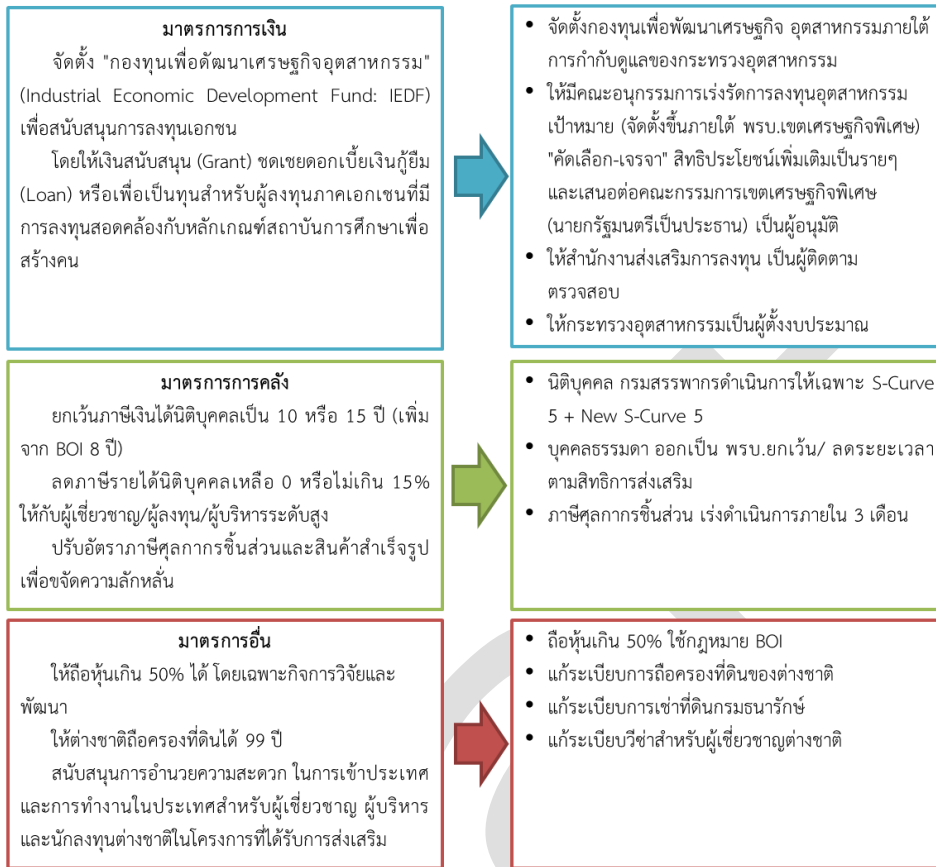 มาตรการการเงิน
จัดตั้ง "กองทุนเพื่อดัฒนาเศรษฐกิจอุตสาหกรรม"
(Industrial Economic Development Fund: IEDF)
เพื่อสนับสนุนการลงทุนเอกชน
โดยให้เงินสนับสนุน (Grant) ชดเชยดอกเบี้ยเงินกู้ยืม
(Loan) หรือเพื่อเป็นทุนสำหรับผู้ลงทุนภาคเอกเชนที่มี
การลงทุนสอดคล้องกับหลักเกณฑ์สถาบันการศึกษาเพื่อ
สร้างคน
• จัดตั้งกองทุนเพื่อพัฒนาเศรษฐกิจ อุตสาหกรรมภายใต้
การกำกับดูแลของกระทรวงอุตสาหกรรม
• ให้มีคณะอนุกรรมการเร่งรัดการลงทุนอุตสาหกรรม
เป้าหมาย (จัดตั้งขึ้นภายใต้ พรบ.เขตเศรษฐกิจพิเศษ)
"คัดเลือก-เจรจา" สิทธิประโยชน์เพิ่มเติมเป็นรายๆ
และเสนอต่อคณะกรรมการเขตเศรษฐกิจพิเศษ
(นายกรัฐมนตรีเป็นประธาน) เป็นผู้อนุมัติ
• ให้สำนักงานส่งเสริมการลงทุน เป็นผู้ติดตาม
ตรวจสอบ
• ให้กระทรวงอุตสาหกรรมเป็นผู้ตั้งงบประมาณ
มาตรการการคลัง
ยกเว้นภาษีเงินได้นิติบุคคลเป็น 10 หรือ 15 ปี (เพิ่ม
จาก BOI 8 ปี)
ลดภาษีรายได้นิติบุคคลเหลือ 0 หรือไม่เกิน 15%
ให้กับผู้เชี่ยวชาญ/ผู้ลงทุน/ผู้บริหารระดับสูง
ปรับอัตราภาษีศุลกากรชิ้นส่วนและสินค้าสำเร็จรูป
เพื่อขจัดความลักหลั่น
• นิติบุคคล กรมสรรพากรดำเนินการให้เฉพาะ S-Curve
5 + New S-Curve 5
• บุคคลธรรมดา ออกเป็น พรบ.ยกเว้น/ ลดระยะเวลา
ตามสิทธิการส่งเสริม
• ภาษีศุลกากรชิ้นส่วน เร่งดำเนินการภายใน 3 เดือน
มาตรการอื่น
ให้ถือหุ้นเกิน 50% ได้ โดยเฉพาะกิจการวิจัยและ
พัฒนา
ให้ต่างชาติถือครองที่ดินได้ 99 ปี
สนับสนุนการอำนวยความสะดวก ในการเข้าประเทศ
และการทำงานในประเทศสำหรับผู้เชี่ยวชาญ ผู้บริหาร
และนักลงทุนต่างชาติในโครงการที่ได้รับการส่งเสริม
• ถือหุ้นเกิน 50% ใช้กฎหมาย BOI
• แก้ระเบียบการถือครองที่ดินของต่างชาติ
• แก้ระเบียบการเช่าที่ดินกรมธนารักษ์
• แก้ระเบียบวีซ่าสำหรับผู้เชี่ยวชาญต่างชาติ